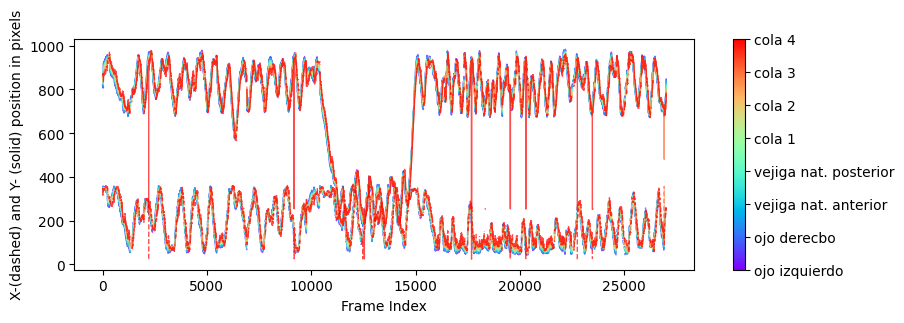 X-(dashed) and Y- (solid) position in pixels
1000
800
600
400
200
0
0
5000
10000
15000
20000
25000
Frame Index
cola 4
cola 3
cola 2
cola 1
vejiga nat. posterior
vejiga nat. anterior
ojo derecbo
ojo izquierdo